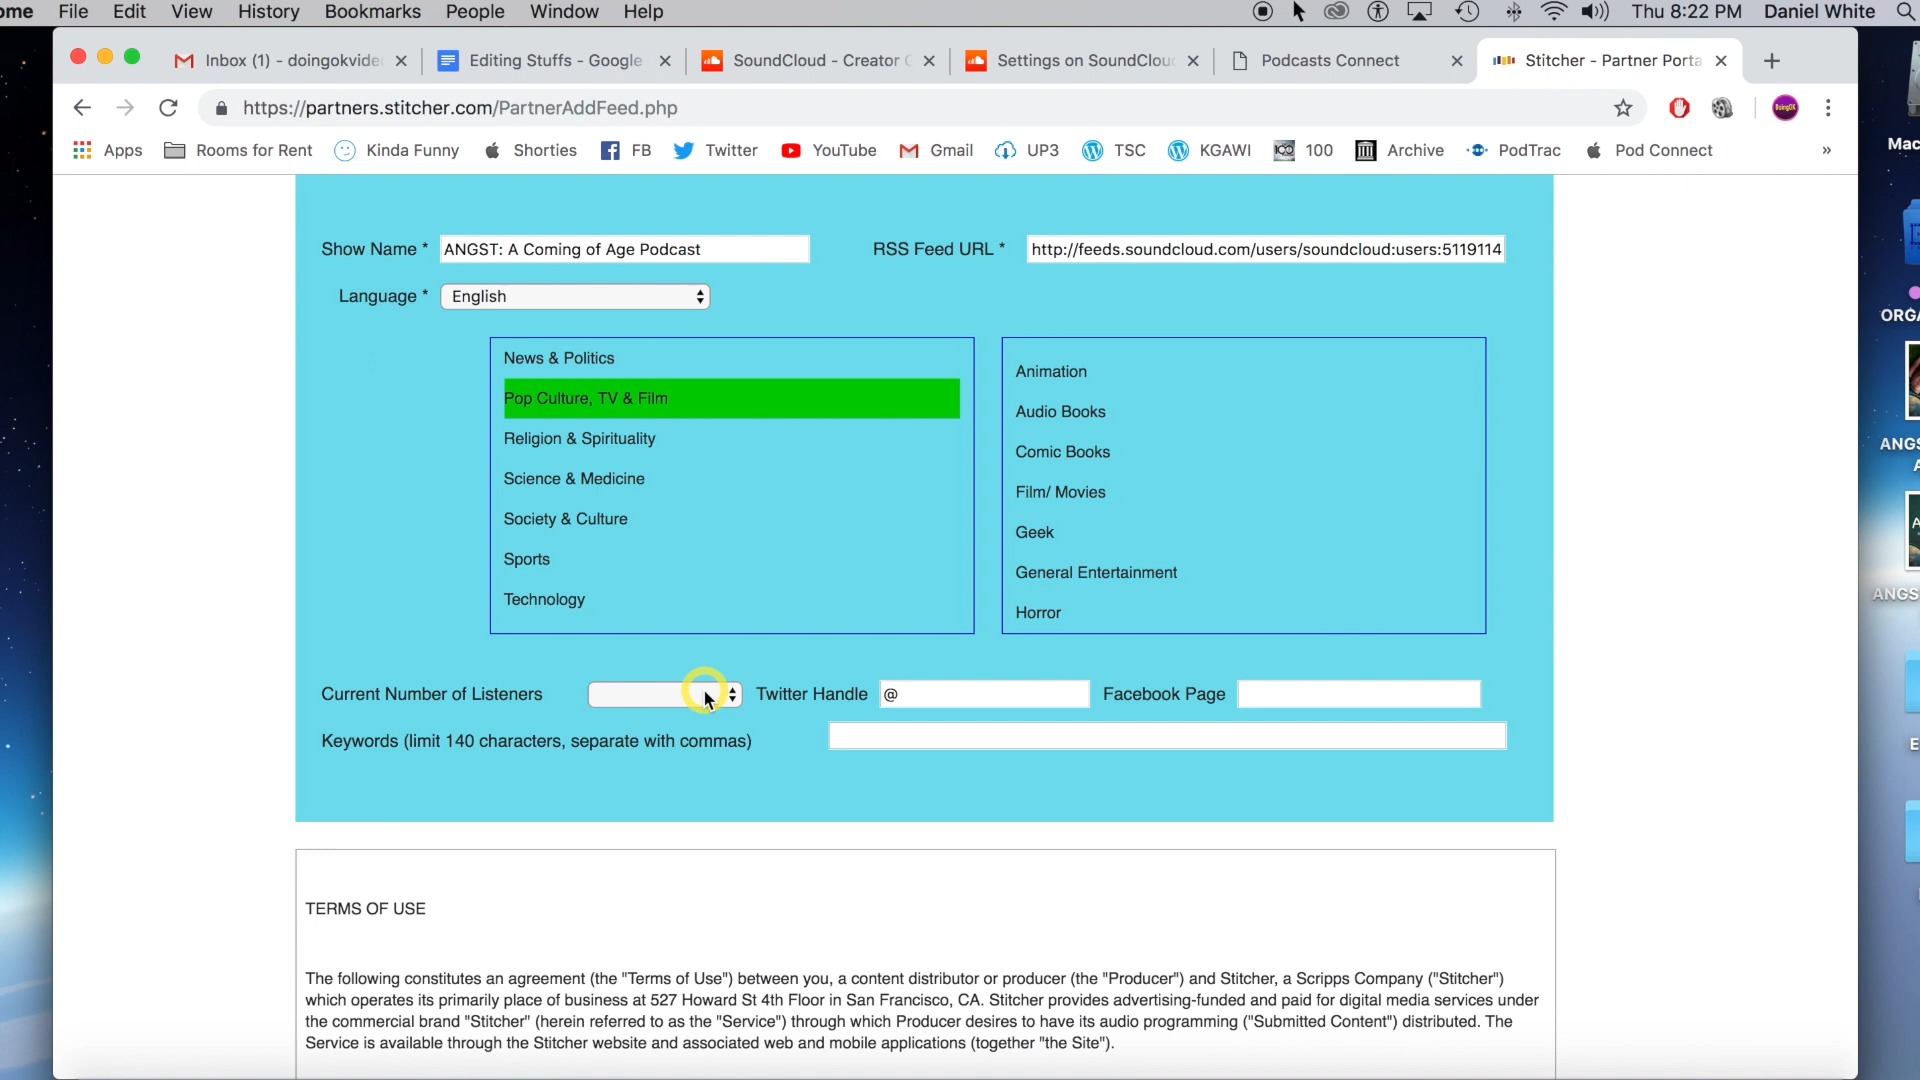 ome File Edit View History Bookmarks People Window Help Thu 8:22 PM Daniel White
Inbox (1) - doingokvide Editing Stuffs - Google SoundCloud - Creator G Settings on SoundClou Podcasts Connect Stitcher - Partner Porta
https://partners.stitcher.com/PartnerAddFeed.php
Apps Rooms for Rent Kinda Funny Shorties FB Twitter YouTube Gmail UP3 TSC KGAWI 100 Archive PodTrac Pod Connect »
Mac
Show Name * ANGST: A Coming of Age Podcast RSS Feed URL * http://feeds.soundcloud.com/users/soundcloud:users:5119114
Language * English
ORGA
News & Politics
Pop Culture, TV & Film
Religion & Spirituality
Science & Medicine
Society & Culture
Sports
Technology
Animation
Audio Books
Comic Books
Film/ Movies
Geek
General Entertainment
Horror
ANGS
ANGS
Current Number of Listeners Twitter Handle @ Facebook Page
Keywords (limit 140 characters, separate with commas)
E
TERMS OF USE
The following constitutes an agreement (the "Terms of Use") between you, a content distributor or producer (the "Producer") and Stitcher, a Scripps Company ("Stitcher")
which operates its primarily place of business at 527 Howard St 4th Floor in San Francisco, CA. Stitcher provides advertising-funded and paid for digital media services under
the commercial brand "Stitcher" (herein referred to as the "Service") through which Producer desires to have its audio programming ("Submitted Content") distributed. The
Service is available through the Stitcher website and associated web and mobile applications (together "the Site").